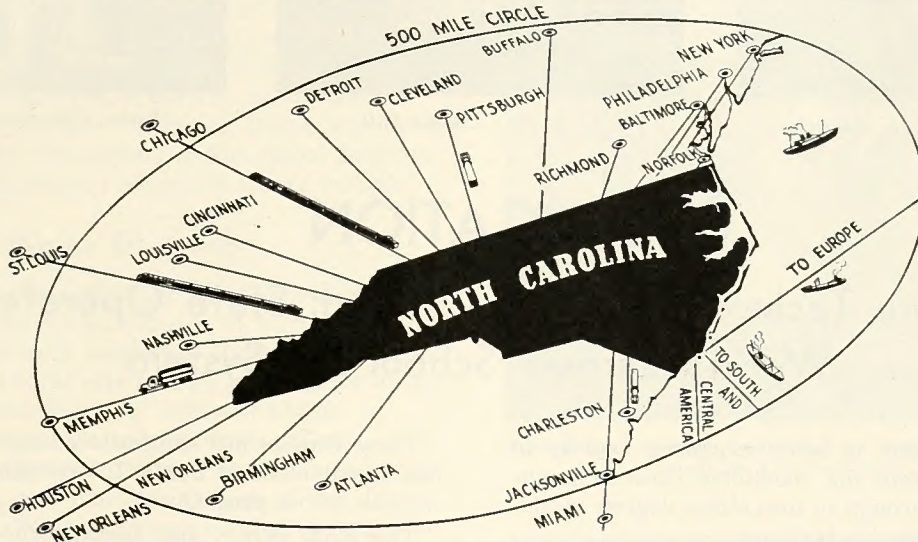 500 MILE CIRCLE
BUFFALO
NEW YORK
DETROIT
CLEVELAND
PITTSBURGH
PHILADELPHIA
BALTIMORE
CHICAGO
RICHMOND
NORFOLK
CINCINNATI
LOUISVILLE
ST. LOUIS
NORTH CAROLINA
TO EUROPE
NASHVILLE
TO SOUTH
AND
CENTRAL
AMERICA
MEMPHIS
CHARLESTON
HOUSTON
NEW ORLEANS
NEW ORLEANS
BIRMINGHAM
ATLANTA
JACKSONVILLE
MIAMI